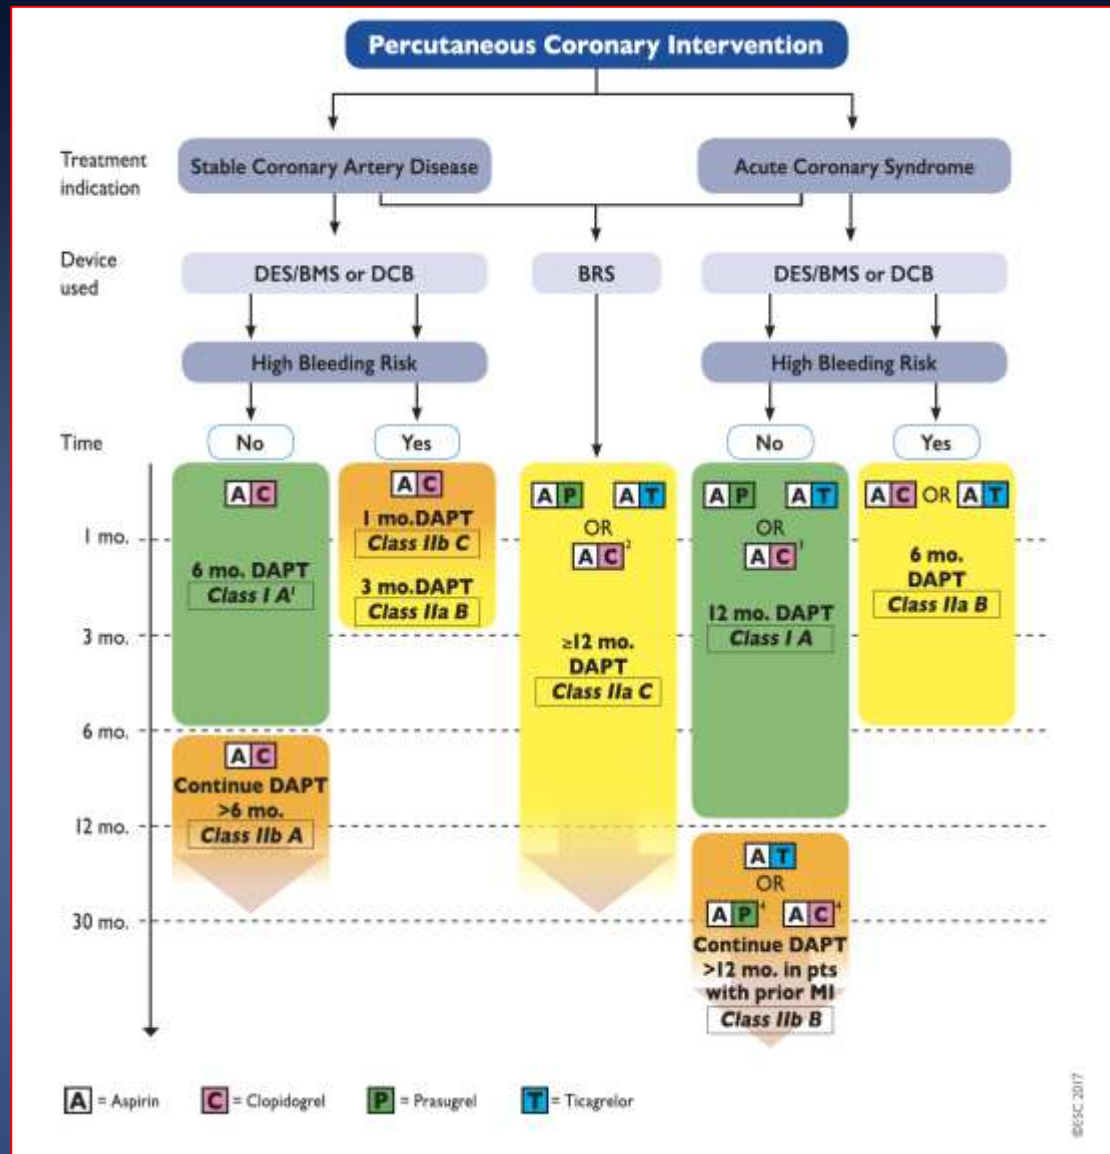 Percutaneous Coronary Intervention
Treatment
indication
Stable Coronary Artery Disease
Acute Coronary Syndrome
Device
used
DES/BMS or DCB
BRS
DES/BMS or DCB
High Bleeding Risk
High Bleeding Risk
Time
No
Yes
No
Yes
1 mo.
3 mo.
6 mo.
12 mo.
30 mo.
A C
6 mo. DAPT
Class I A1
A C
Continue DAPT
>6 mo.
Class IIb A
A C
1 mo.DAPT
Class IIb C
3 mo.DAPT
Class IIa B
A P A T
OR
A C 2
≥12 mo.
DAPT
Class IIa C
A P A T
OR
A C 3
12 mo. DAPT
Class I A
A T
OR
A P 4 A C 4
Continue DAPT
>12 mo. in pts
with prior MI
Class IIb B
A C OR A T
6 mo.
DAPT
Class IIa B
A = Aspirin C = Clopidogrel P = Prasugrel T = Ticagrelor
©ESC 2017